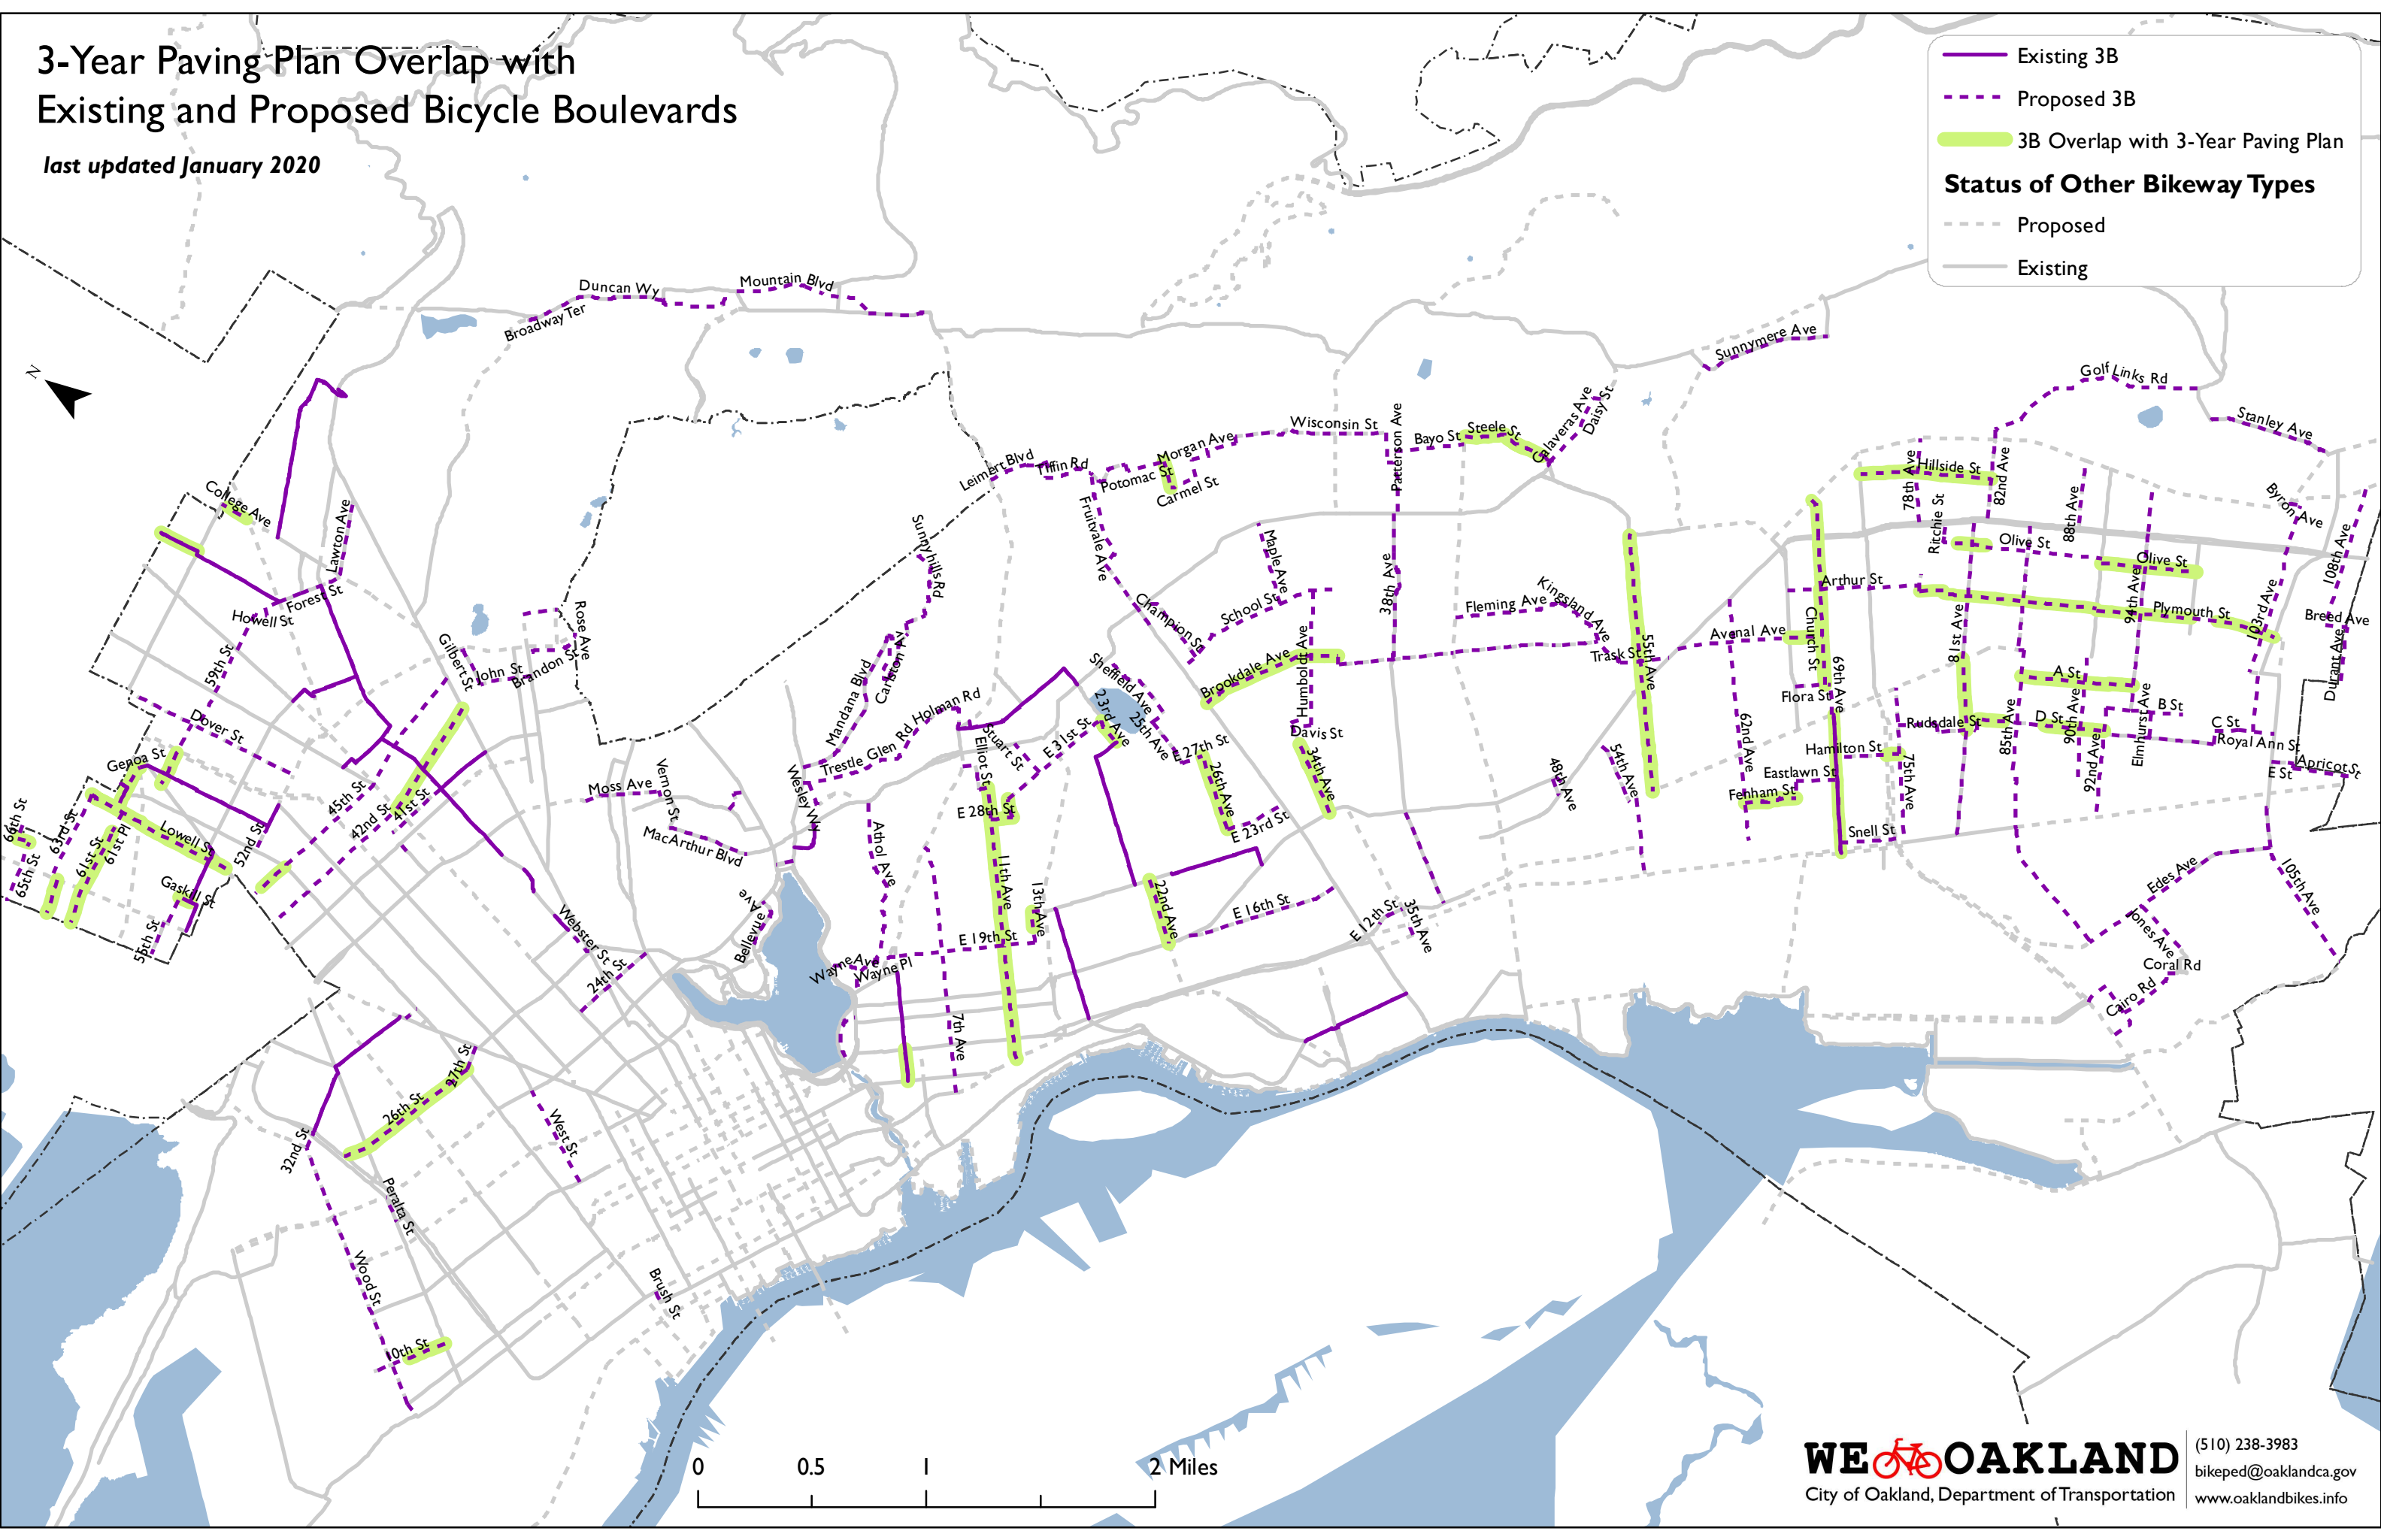 3-Year Paving Plan Overlap with
Existing and Proposed Bicycle Boulevards
last updated January 2020
Existing 3B
Proposed 3B
3B Overlap with 3-Year Paving Plan
Status of Other Bikeway Types
Proposed
Existing
N
Duncan Wy
Mountain Blvd
Broadway Ter
Sunnymere Ave
Golf Links Rd
Stanley Ave
Calaveras Ave
Daisy St
Wisconsin St
Patterson Ave
Bayo St
Steele St
Morgan Ave
Leimert Blvd
Tiffin Rd
Potomac St
Carmel St
Fruitvale Ave
College Ave
Lawton Ave
Forest St
Howell St
59th St
Gilbert St
John St
Brandon St
Rose Ave
Sunnyhills Rd
Carlston Av
Mandana Blvd
Trestle Glen Rd
Holman Rd
Maple Ave
School St
Champion St
38th Ave
Fleming Ave
Kingsland Ave
Trask St
55th Ave
Avenal Ave
Arthur St
Church St
69th Ave
Flora St
Hillside St
78th Ave
82nd Ave
Ritchie St
88th Ave
Olive St
Olive St
Byron Ave
108th Ave
Breed Ave
Durant Ave
103rd Ave
Plymouth St
94th Ave
81st Ave
A St
B St
C St
D St
E St
90th Ave
Elmhurst Ave
Royal Ann St
Apricot St
Rudsdale St
85th Ave
92nd Ave
Hamilton St
75th Ave
Eastlawn St
Fenham St
62nd Ave
Snell St
54th Ave
48th Ave
Brookdale Ave
Humboldt Ave
Davis St
34th Ave
Sheffield Ave
23rd Ave
25th Ave
E 27th St
26th Ave
E 23rd St
E 31st St
Stuart St
Elliot St
E 28th St
11th Ave
13th Ave
E 19th St
22nd Ave
E 16th St
E 12th St
35th Ave
7th Ave
Athol Ave
Wayne Ave
Wayne Pl
Wesley Wy
Bellevue Ave
Moss Ave
Vernon St
MacArthur Blvd
Dover St
Genoa St
45th St
42nd St
41st St
66th St
65th St
63rd St
61st St
61st Pl
Lowell St
52nd St
Gaskill St
55th St
Webster St
24th St
27th St
26th St
32nd St
West St
Peralta St
Wood St
10th St
Brush St
Edes Ave
Jones Ave
Coral Rd
Cairo Rd
105th Ave
0
0.5
1
2 Miles
WE OAKLAND
City of Oakland, Department of Transportation
(510) 238-3983
bikeped@oaklandca.gov
www.oaklandbikes.info